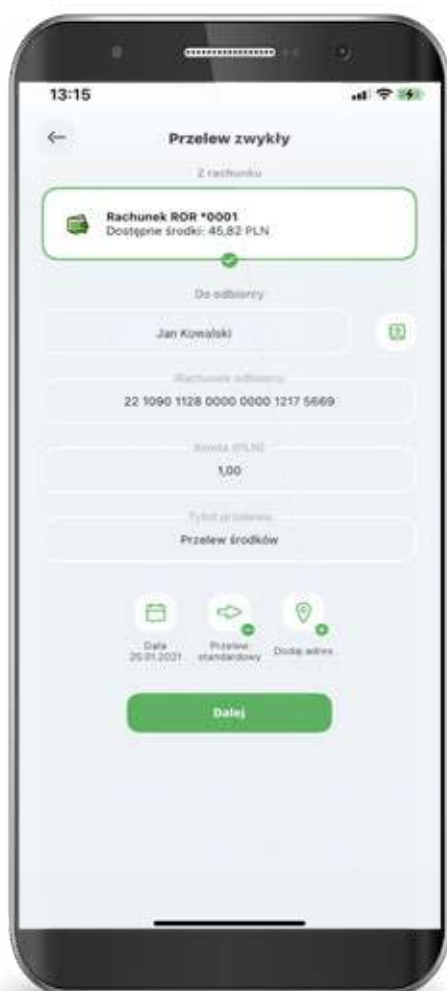 13:15
Przelew zwykły
Z rachunku
Rachunek ROR *0001
Dostępne środki: 45,82 PLN
Do odbiorcy
Jan Kowalski
Rachunek odbiorcy
22 1090 1128 0000 0000 1217 5669
Kwota (PLN)
1,00
Tytuł przelewu
Przelew środków
Data
25.01.2021
Przelew
standardowy
Dodaj adres
Dalej